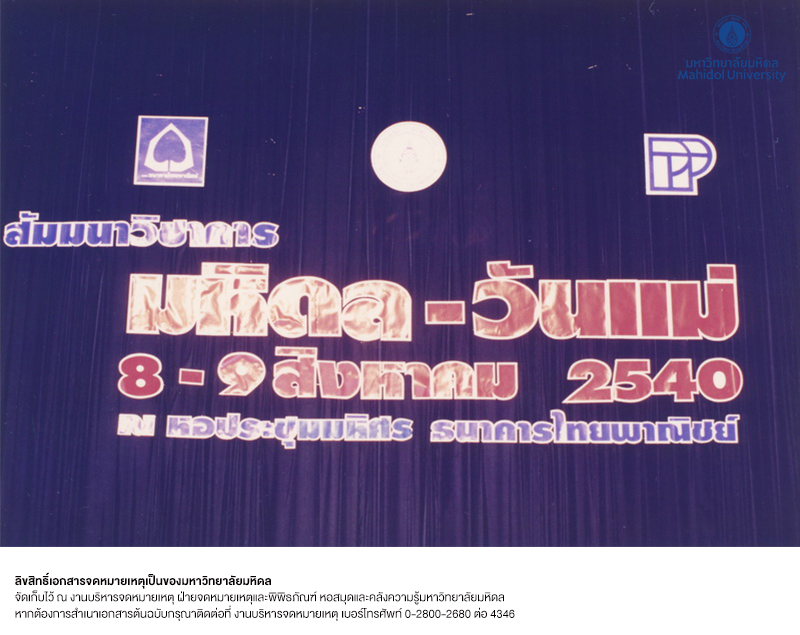 มหาวิทยาลัยมหิดล
Mahidol University
สัมมนาวิชาการ
มหิดล - วันแม่
8 - 9 สิงหาคม 2540
ณ หอประชุมมหิศร ธนาคารไทยพาณิชย์
ลิขสิทธิ์เอกสารจดหมายเหตุเป็นของมหาวิทยาลัยมหิดล
จัดเก็บไว้ ณ งานบริหารจดหมายเหตุ ฝ่ายจดหมายเหตุและพิพิธภัณฑ์ หอสมุดและคลังความรู้มหาวิทยาลัยมหิดล
หากต้องการสำเนาเอกสารต้นฉบับกรุณาติดต่อที่ งานบริหารจดหมายเหตุ เบอร์โทรศัพท์ 0-2800-2680 ต่อ 4346